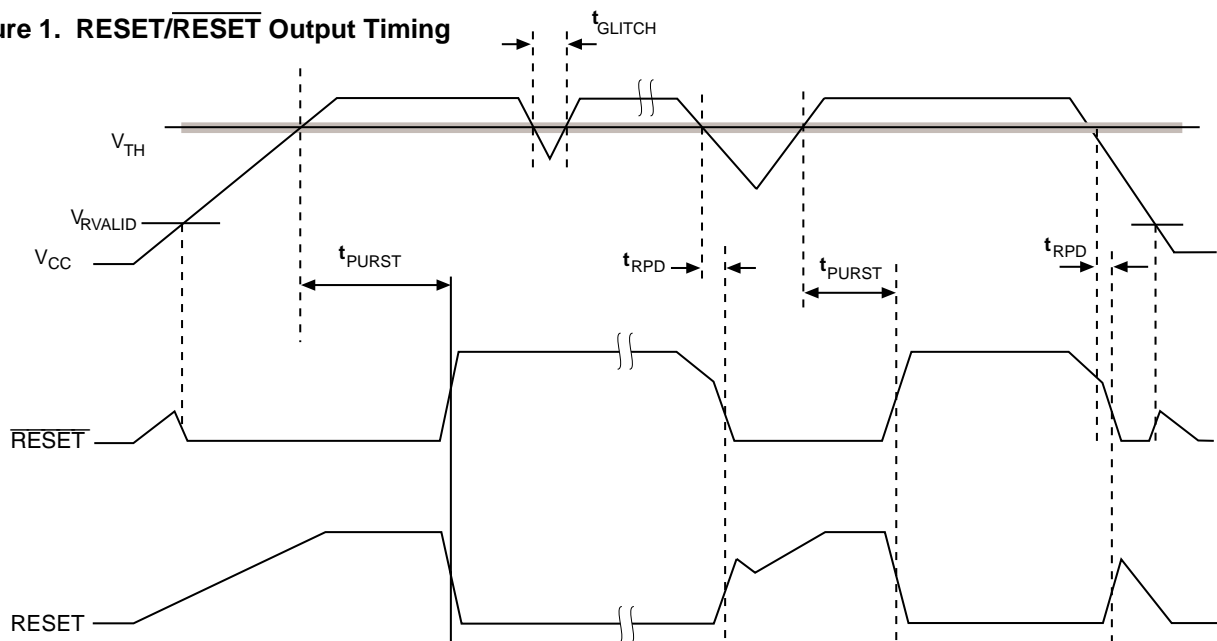 ure 1. RESET/RESET Output Timing
tGLITCH
VTH
VRVALID
VCC
tPURST
tRPD
tPURST
tRPD
RESET
RESET